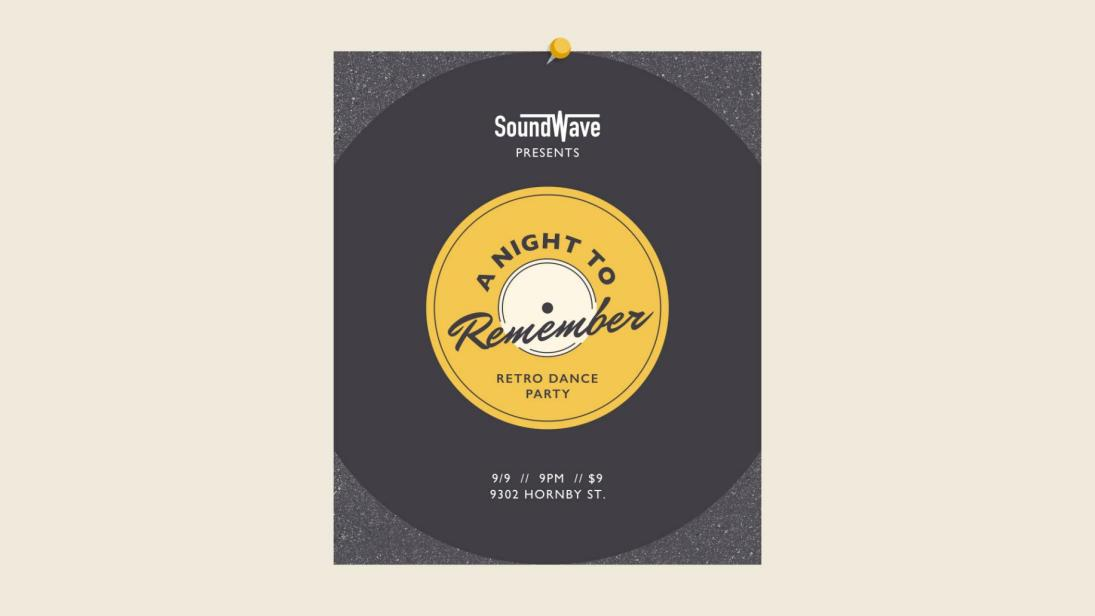 SoundWave
PRESENTS
A NIGHT TO
Remember
RETRO DANCE
PARTY
9/9 // 9PM // $9
9302 HORNBY ST.